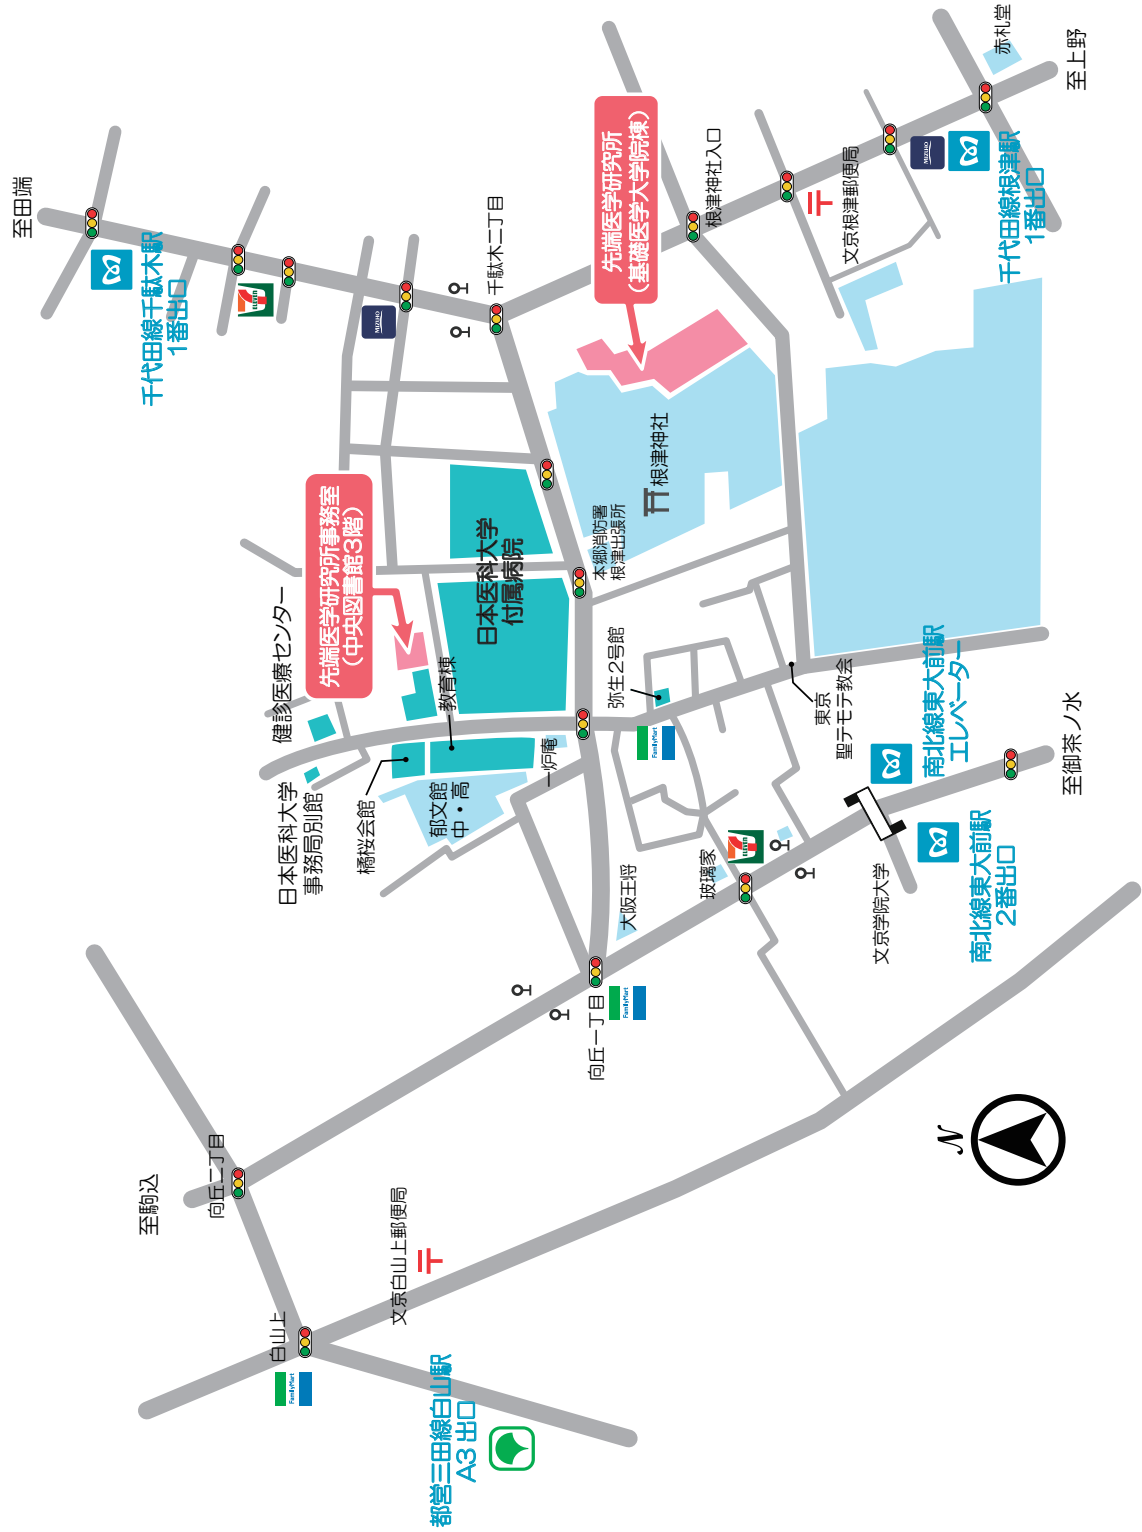 至田端
千代田線千駄木駅
1番出口
7
ELEVEN
MIZUHO
千駄木二丁目
先端医学研究所
（基礎医学大学院棟）
根津神社入口
文京根津郵便局
MIZUHO
千代田線根津駅
1番出口
赤札堂
至上野
先端医学研究所事務室
（中央図書館3階）
健診医療センター
日本医科大学
付属病院
教育棟
本郷消防署
根津出張所
根津神社
弥生2号館
東京
聖テモテ教会
一炉庵
FamilyMart
日本医科大学
事務局別館
橘桜会館
郁文館
中・高
南北線東大前駅
エレベーター
至御茶ノ水
玻璃家
7
ELEVEN
大阪王将
文京学院大学
南北線東大前駅
2番出口
向丘一丁目
FamilyMart
至駒込
向丘二丁目
文京白山上郵便局
白山上
FamilyMart
都営三田線白山駅
A3出口
N